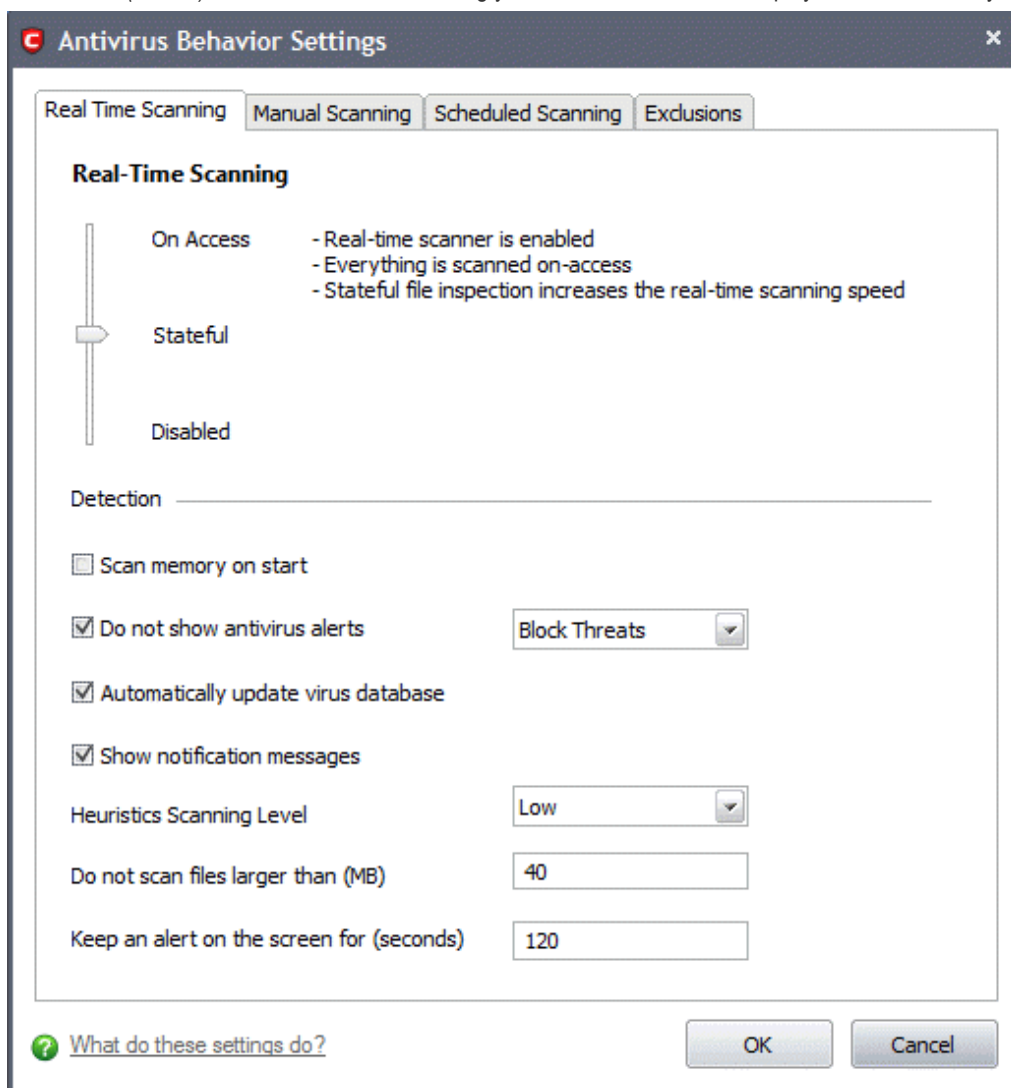 Antivirus Behavior Settings
Real Time Scanning Manual Scanning Scheduled Scanning Exclusions
Real-Time Scanning
On Access
- Real-time scanner is enabled
- Everything is scanned on-access
- Stateful file inspection increases the real-time scanning speed
Stateful
Disabled
Detection
Scan memory on start
Do not show antivirus alerts Block Threats
Automatically update virus database
Show notification messages
Heuristics Scanning Level Low
Do not scan files larger than (MB) 40
Keep an alert on the screen for (seconds) 120
What do these settings do? OK Cancel